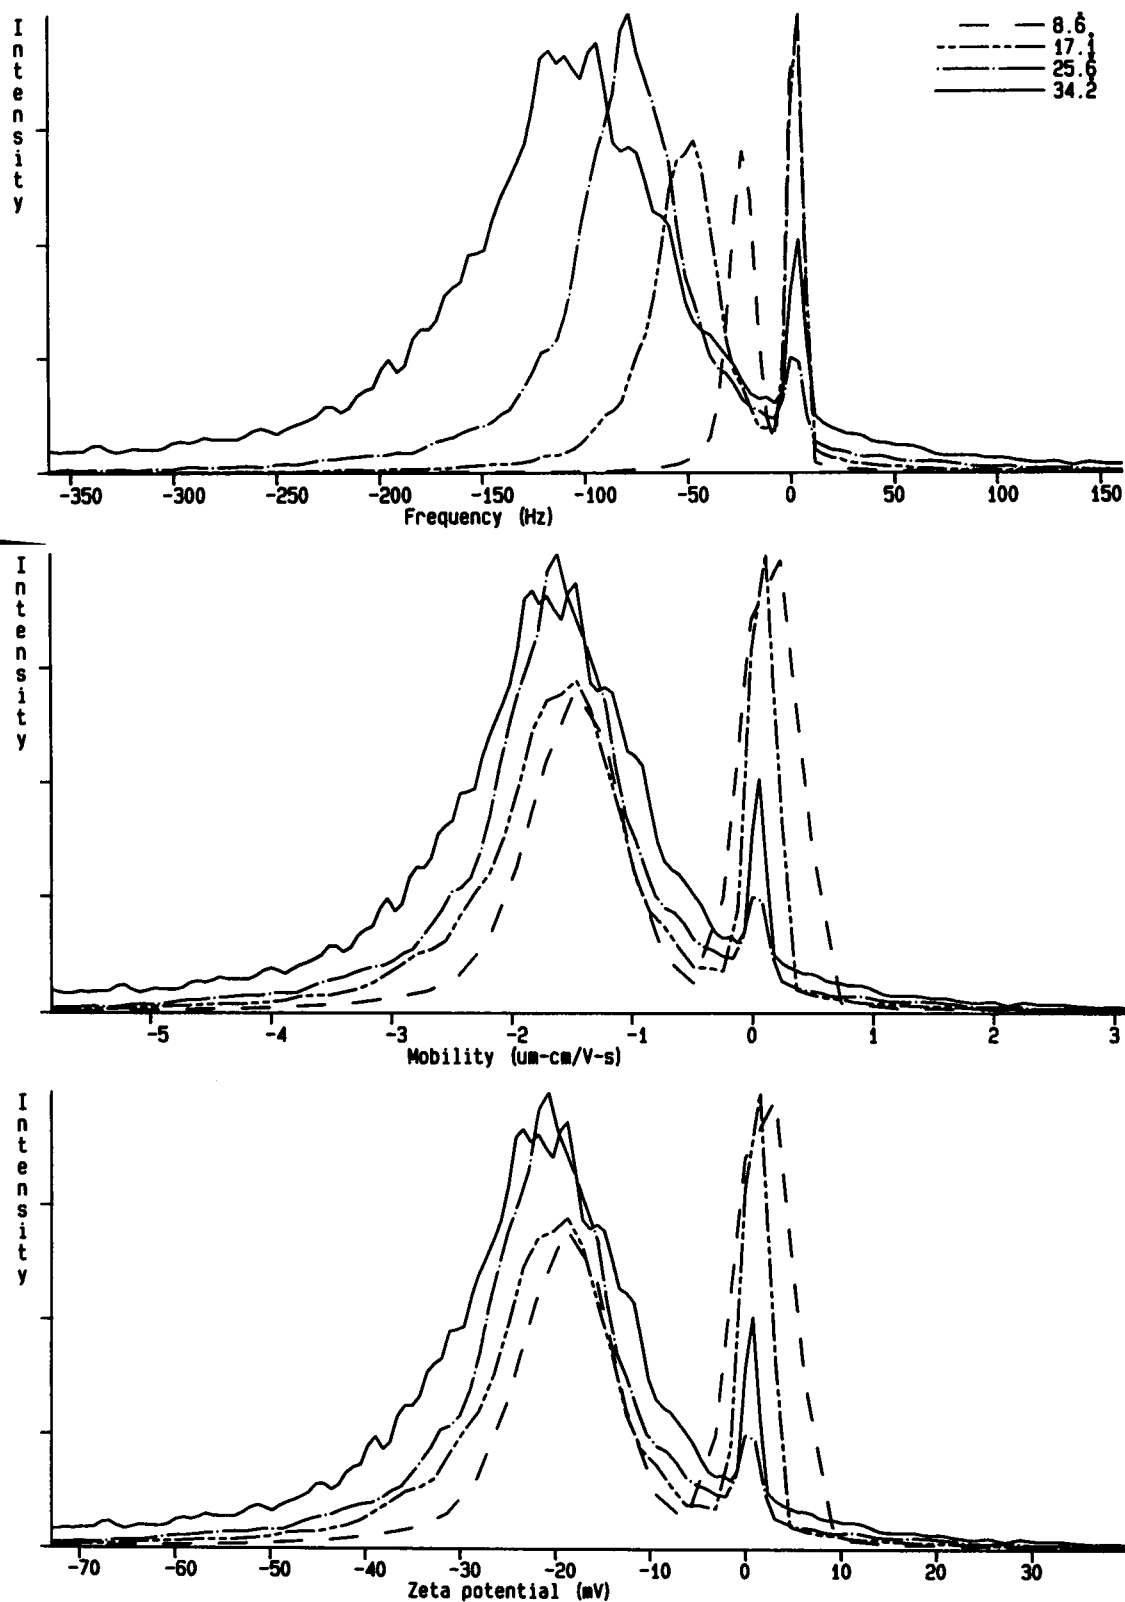 Intensity
8.6°
17.1°
25.6°
34.2°
-350 -300 -250 -200 -150 -100 -50 0 50 100 150
Frequency (Hz)
Intensity
-5 -4 -3 -2 -1 0 1 2 3
Mobility (um-cm/V-s)
Intensity
-70 -60 -50 -40 -30 -20 -10 0 10 20 30
Zeta potential (mV)